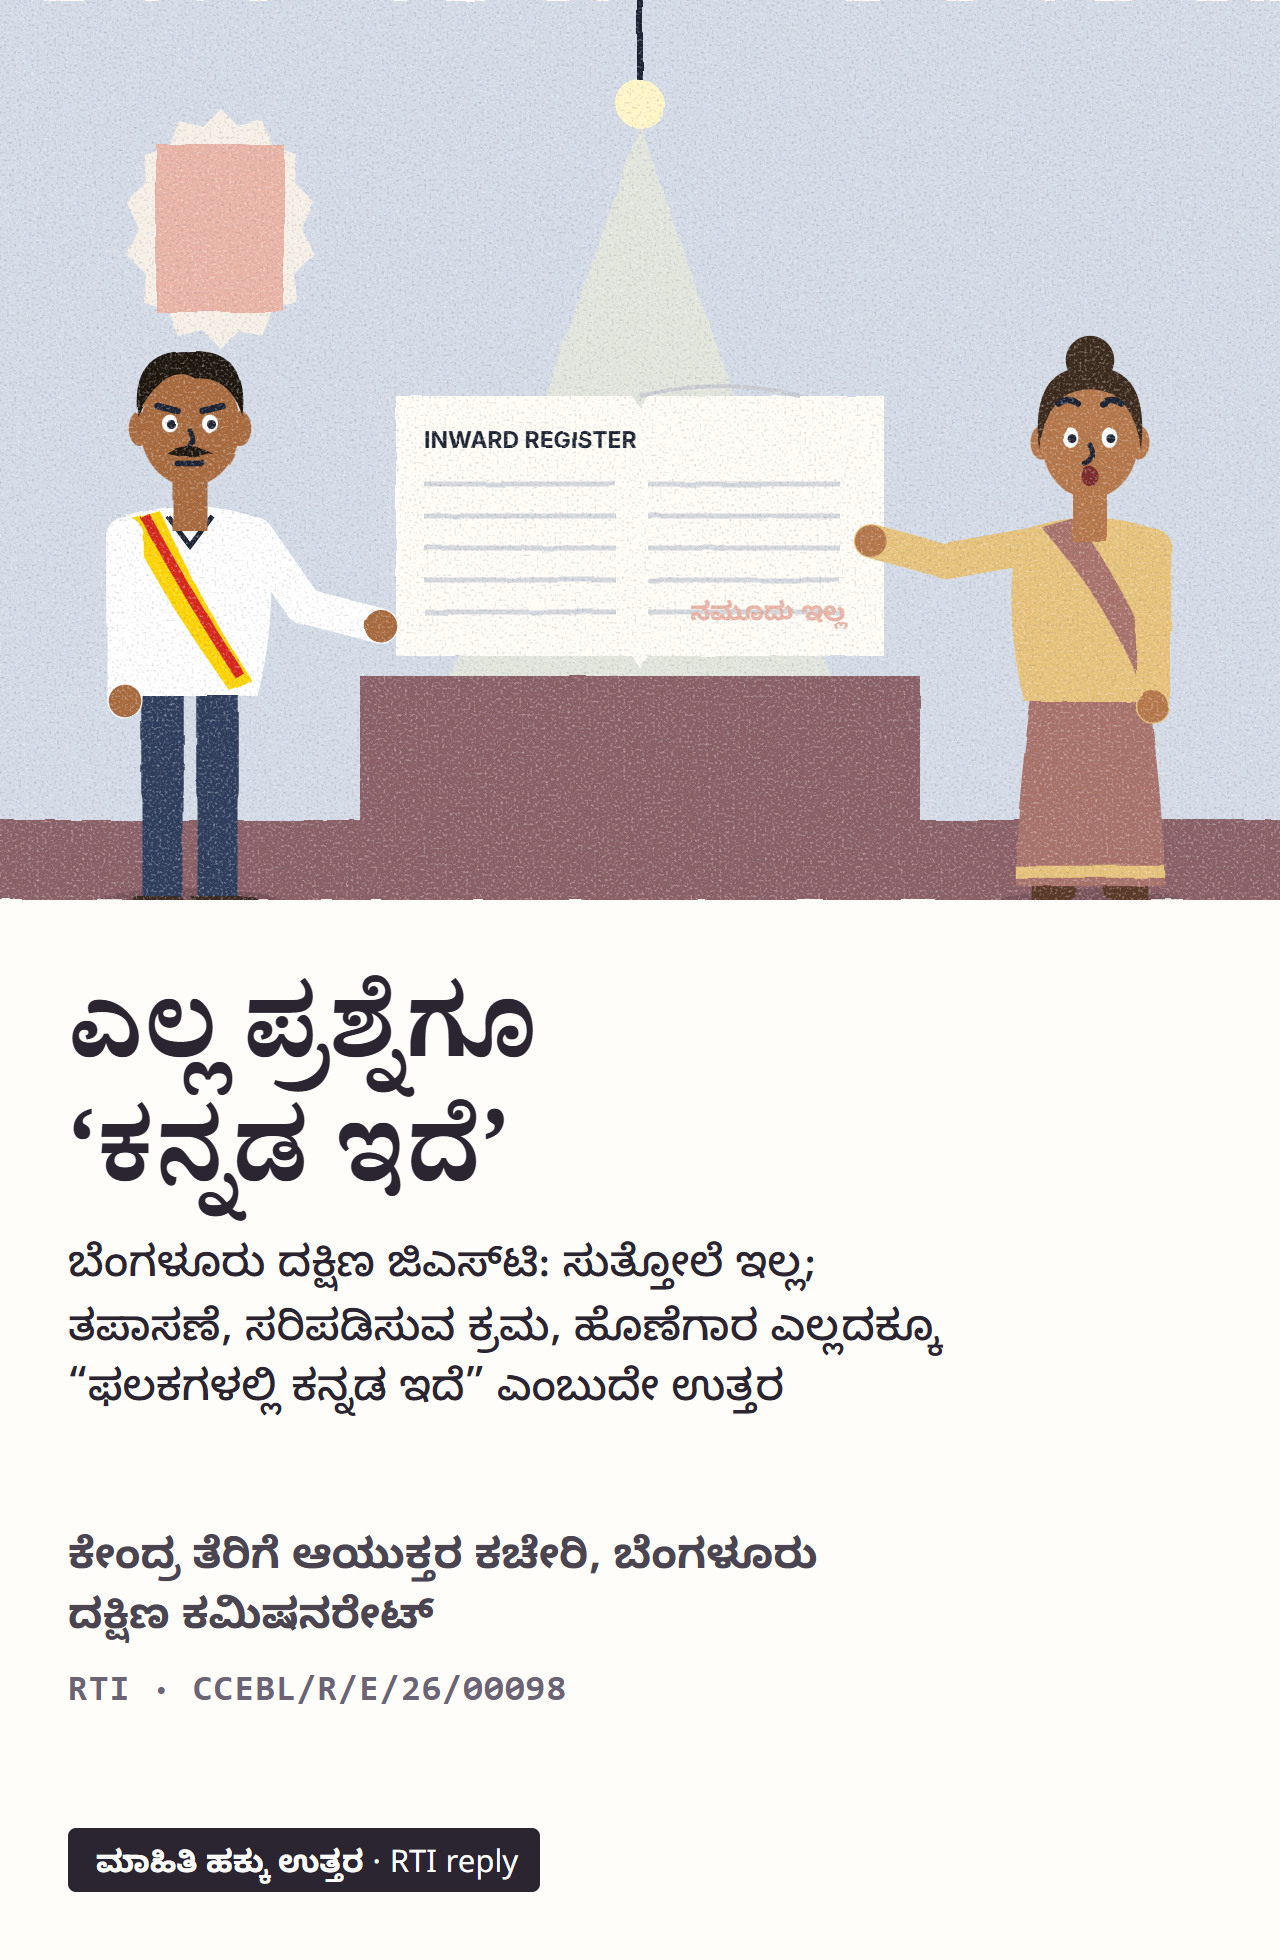 INWARD REGISTER
ನಮೂದು ಇಲ್ಲ
ಎಲ್ಲ ಪ್ರಶ್ನೆಗೂ
‘ಕನ್ನಡ ಇದೆ’
ಬೆಂಗಳೂರು ದಕ್ಷಿಣ ಜಿಎಸ್‌ಟಿ: ಸುತ್ತೋಲೆ ಇಲ್ಲ;
ತಪಾಸಣೆ, ಸರಿಪಡಿಸುವ ಕ್ರಮ, ಹೊಣೆಗಾರ ಎಲ್ಲದಕ್ಕೂ
“ಫಲಕಗಳಲ್ಲಿ ಕನ್ನಡ ಇದೆ” ಎಂಬುದೇ ಉತ್ತರ
ಕೇಂದ್ರ ತೆರಿಗೆ ಆಯುಕ್ತರ ಕಚೇರಿ, ಬೆಂಗಳೂರು
ದಕ್ಷಿಣ ಕಮಿಷನರೇಟ್
RTI · CCEBL/R/E/26/00098
ಮಾಹಿತಿ ಹಕ್ಕು ಉತ್ತರ · RTI reply